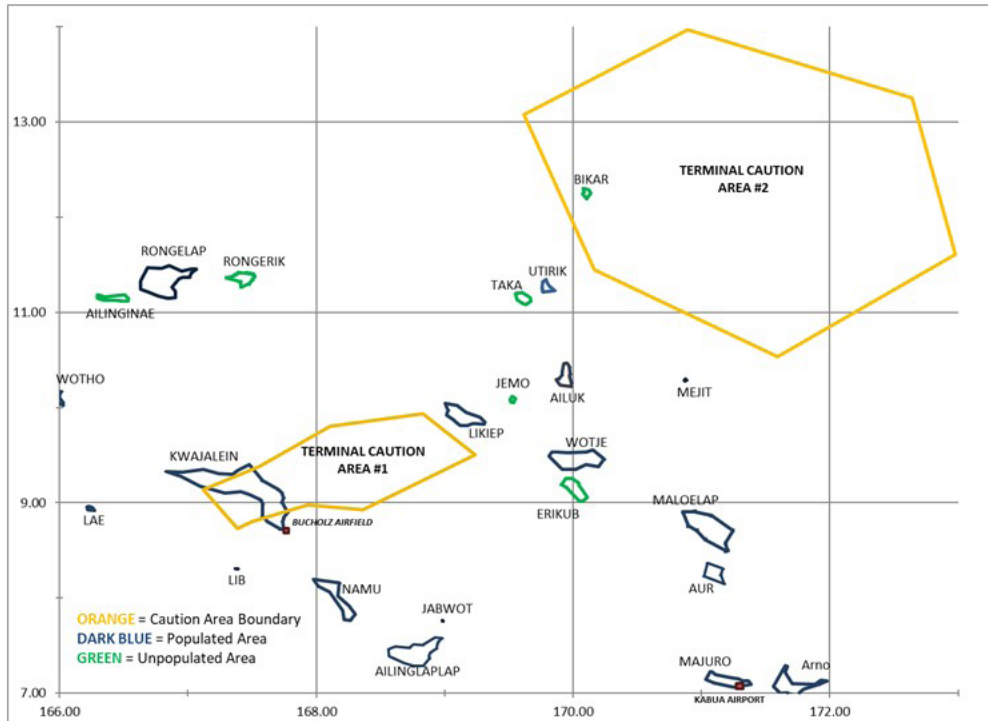 13.00
BIKAR
TERMINAL CAUTION
AREA #2
RONGELAP
RONGERIK
UTIRIK
TAKA
AILINGINAE
11.00
WOTHO
JEMO
AILUK
MEJIT
LIKIEP
WOTJE
TERMINAL CAUTION
AREA #1
KWAJALEIN
9.00
LAE
ERIKUB
MALOELAP
BUCHOLZ AIRFIELD
LIB
NAMU
AUR
JABWOT
ORANGE = Caution Area Boundary
DARK BLUE = Populated Area
GREEN = Unpopulated Area
AILINGLAPLAP
MAJURO
Arno
KABUA AIRPORT
7.00
166.00
168.00
170.00
172.00